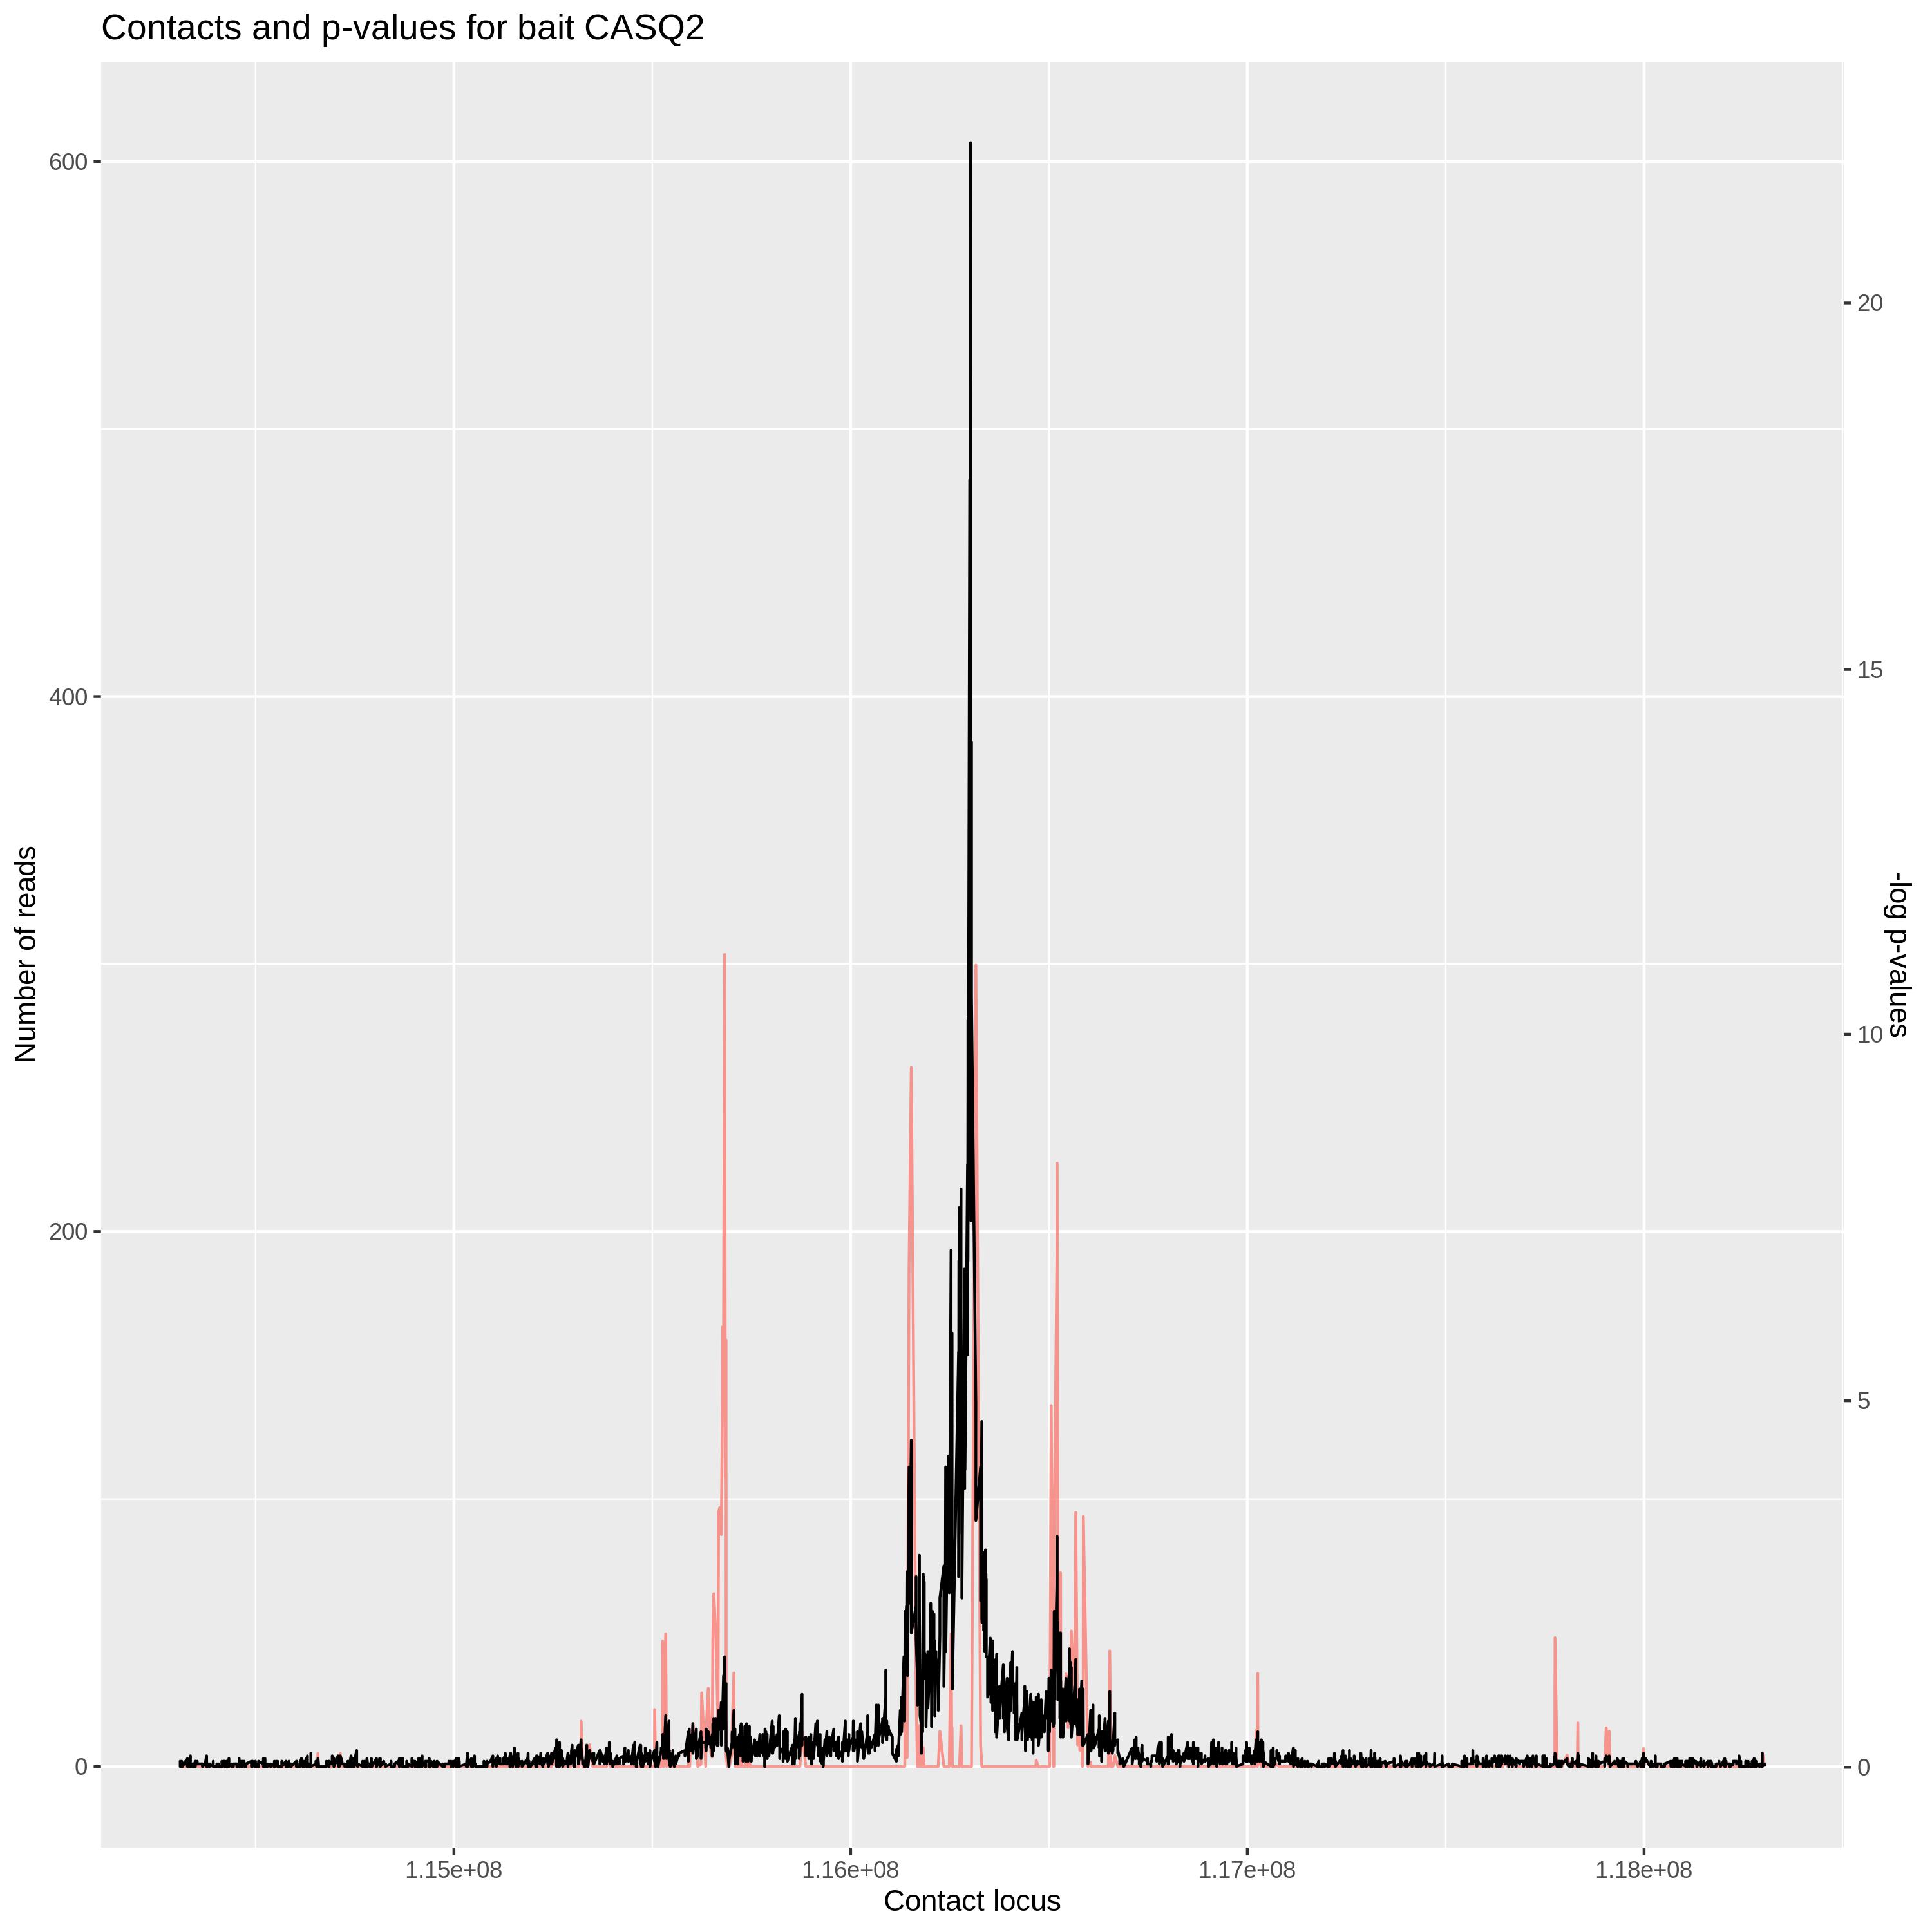 Contacts and p-values for bait CASQ2
600
400
200
0
Number of reads
20
15
10
5
0
-log p-values
1.15e+08
1.16e+08
1.17e+08
1.18e+08
Contact locus